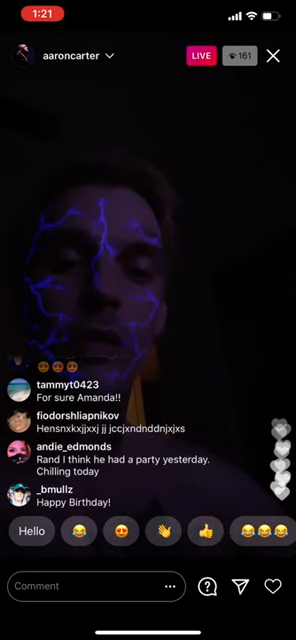 1:21
aaroncarter
LIVE
161
😍😍😍
tammyt0423
For sure Amanda!!
fiodorshliapnikov
Hensnxkxjjxxj jj jccjxndnddnjxjxs
andie_edmonds
Rand I think he had a party yesterday.
Chilling today
_bmullz
Happy Birthday!
Hello 😂 😍 👋 👍 😂😂😂
Comment